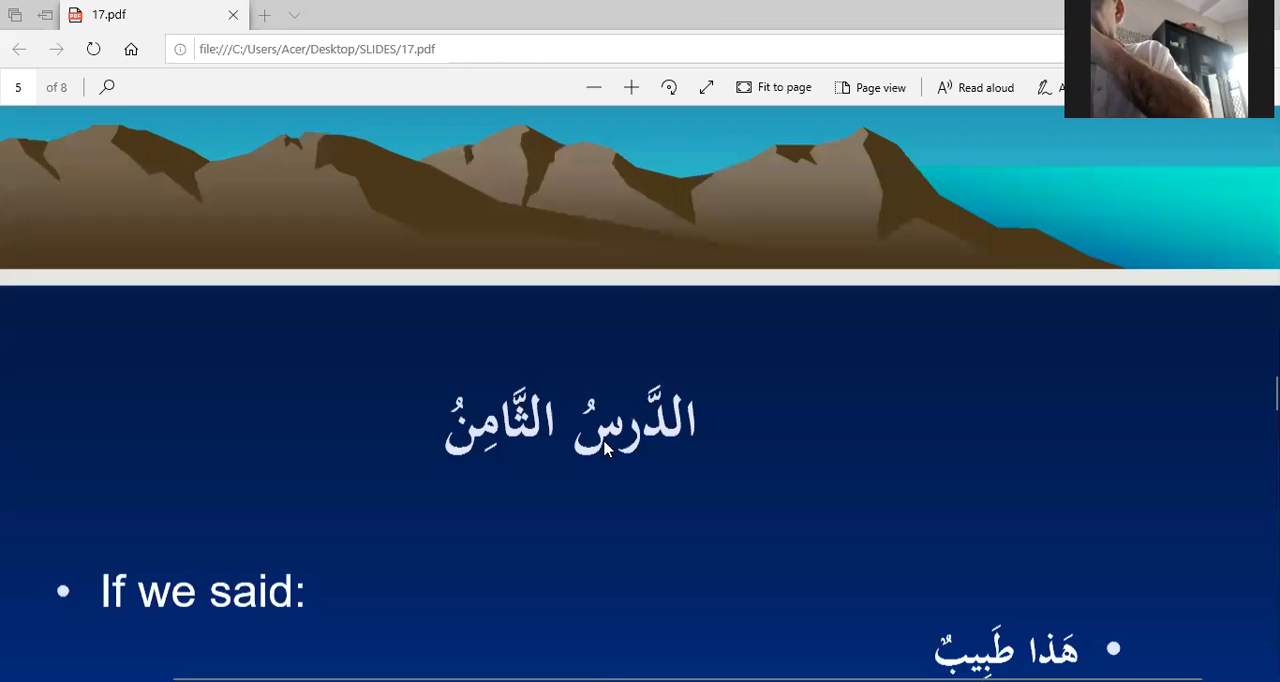 17.pdf
file:///C:/Users/Acer/Desktop/SLIDES/17.pdf
5 of 8
Fit to page
Page view
Read aloud
الدَّرسُ الثَّامِنُ
If we said:
هَذا طَبِيبٌ